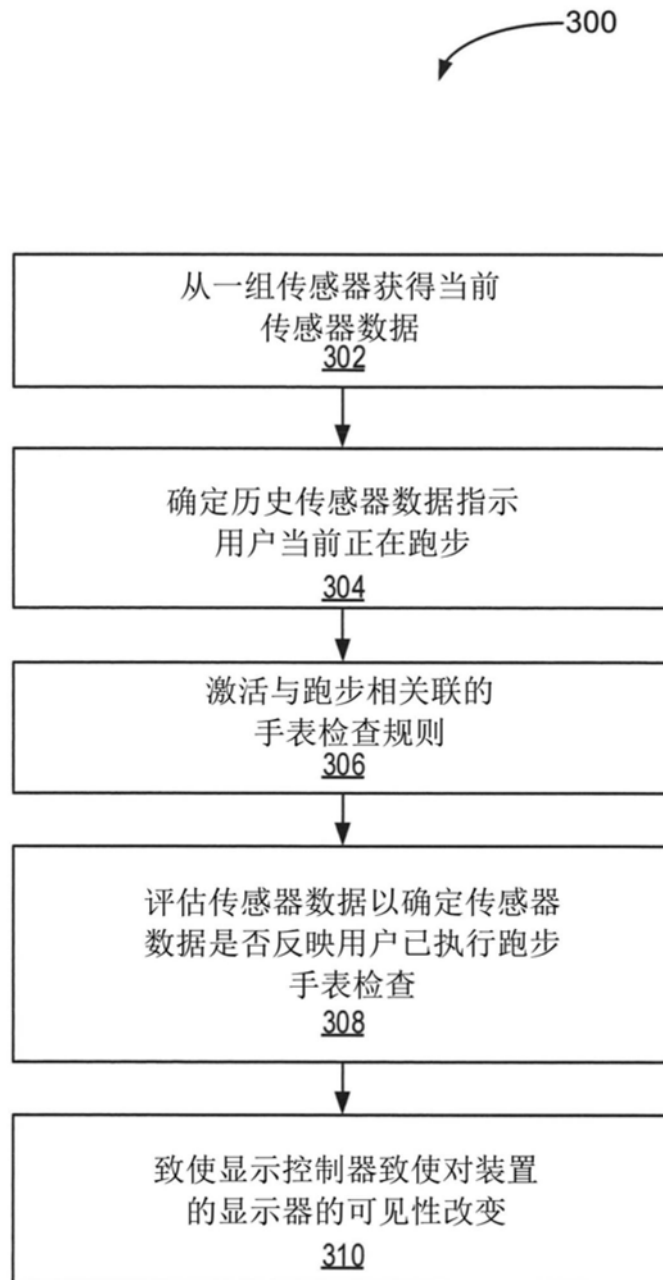 300
从一组传感器获得当前
传感器数据
302
确定历史传感器数据指示
用户当前正在跑步
304
激活与跑步相关联的
手表检查规则
306
评估传感器数据以确定传感器
数据是否反映用户已执行跑步
手表检查
308
致使显示控制器致使对装置
的显示器的可见性改变
310